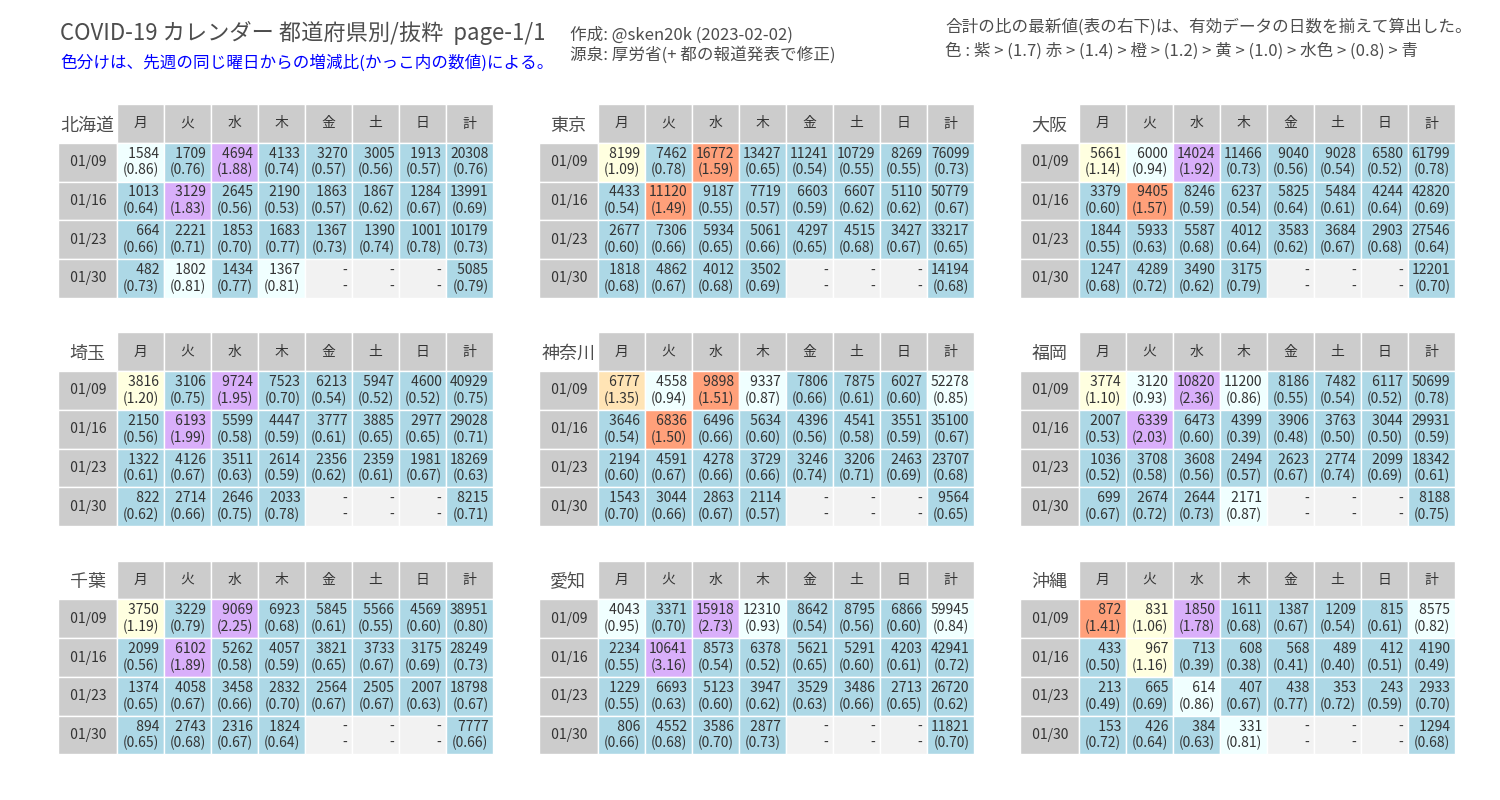 COVID-19 カレンダー 都道府県別/抜粋 page-1/1
色分けは、先週の同じ曜日からの増減比(かっこ内の数値)による。
作成: @sken20k (2023-02-02)
源泉: 厚労省(+ 都の報道発表で修正)
合計の比の最新値(表の右下)は、有効データの日数を揃えて算出した。
色 : 紫 > (1.7) 赤 > (1.4) > 橙 > (1.2) > 黄 > (1.0) > 水色 > (0.8) > 青
北海道 月 火 水 木 金 土 日 計
01/09 1584 1709 4694 4133 3270 3005 1913 20308
(0.86) (0.76) (1.88) (0.74) (0.57) (0.56) (0.57) (0.76)
01/16 1013 3129 2645 2190 1863 1867 1284 13991
(0.64) (1.83) (0.56) (0.53) (0.57) (0.62) (0.67) (0.69)
01/23 664 2221 1853 1683 1367 1390 1001 10179
(0.66) (0.71) (0.70) (0.77) (0.73) (0.74) (0.78) (0.73)
01/30 482 1802 1434 1367 - - - 5085
(0.73) (0.81) (0.77) (0.81) - - - (0.79)
東京 月 火 水 木 金 土 日 計
01/09 8199 7462 16772 13427 11241 10729 8269 76099
(1.09) (0.78) (1.59) (0.65) (0.54) (0.55) (0.55) (0.73)
01/16 4433 11120 9187 7719 6603 6607 5110 50779
(0.54) (1.49) (0.55) (0.57) (0.59) (0.62) (0.62) (0.67)
01/23 2677 7306 5934 5061 4297 4515 3427 33217
(0.60) (0.66) (0.65) (0.66) (0.65) (0.68) (0.67) (0.65)
01/30 1818 4862 4012 3502 - - - 14194
(0.68) (0.67) (0.68) (0.69) - - - (0.68)
大阪 月 火 水 木 金 土 日 計
01/09 5661 6000 14024 11466 9040 9028 6580 61799
(1.14) (0.94) (1.92) (0.73) (0.56) (0.54) (0.52) (0.78)
01/16 3379 9405 8246 6237 5825 5484 4244 42820
(0.60) (1.57) (0.59) (0.54) (0.64) (0.61) (0.64) (0.69)
01/23 1844 5933 5587 4012 3583 3684 2903 27546
(0.55) (0.63) (0.68) (0.64) (0.62) (0.67) (0.68) (0.64)
01/30 1247 4289 3490 3175 - - - 12201
(0.68) (0.72) (0.62) (0.79) - - - (0.70)
埼玉 月 火 水 木 金 土 日 計
01/09 3816 3106 9724 7523 6213 5947 4600 40929
(1.20) (0.75) (1.95) (0.70) (0.54) (0.52) (0.52) (0.75)
01/16 2150 6193 5599 4447 3777 3885 2977 29028
(0.56) (1.99) (0.58) (0.59) (0.61) (0.65) (0.65) (0.71)
01/23 1322 4126 3511 2614 2356 2359 1981 18269
(0.61) (0.67) (0.63) (0.59) (0.62) (0.61) (0.67) (0.63)
01/30 822 2714 2646 2033 - - - 8215
(0.62) (0.66) (0.75) (0.78) - - - (0.71)
神奈川 月 火 水 木 金 土 日 計
01/09 6777 4558 9898 9337 7806 7875 6027 52278
(1.35) (0.94) (1.51) (0.87) (0.66) (0.61) (0.60) (0.85)
01/16 3646 6836 6496 5634 4396 4541 3551 35100
(0.54) (1.50) (0.66) (0.60) (0.56) (0.58) (0.59) (0.67)
01/23 2194 4591 4278 3729 3246 3206 2463 23707
(0.60) (0.67) (0.66) (0.66) (0.74) (0.71) (0.69) (0.68)
01/30 1543 3044 2863 2114 - - - 9564
(0.70) (0.66) (0.67) (0.57) - - - (0.65)
福岡 月 火 水 木 金 土 日 計
01/09 3774 3120 10820 11200 8186 7482 6117 50699
(1.10) (0.93) (2.36) (0.86) (0.55) (0.54) (0.52) (0.78)
01/16 2007 6339 6473 4399 3906 3763 3044 29931
(0.53) (2.03) (0.60) (0.39) (0.48) (0.50) (0.50) (0.59)
01/23 1036 3708 3608 2494 2623 2774 2099 18342
(0.52) (0.58) (0.56) (0.57) (0.67) (0.74) (0.69) (0.61)
01/30 699 2674 2644 2171 - - - 8188
(0.67) (0.72) (0.73) (0.87) - - - (0.75)
千葉 月 火 水 木 金 土 日 計
01/09 3750 3229 9069 6923 5845 5566 4569 38951
(1.19) (0.79) (2.25) (0.68) (0.61) (0.55) (0.60) (0.80)
01/16 2099 6102 5262 4057 3821 3733 3175 28249
(0.56) (1.89) (0.58) (0.59) (0.65) (0.67) (0.69) (0.73)
01/23 1374 4058 3458 2832 2564 2505 2007 18798
(0.65) (0.67) (0.66) (0.70) (0.67) (0.67) (0.63) (0.67)
01/30 894 2743 2316 1824 - - - 7777
(0.65) (0.68) (0.67) (0.64) - - - (0.66)
愛知 月 火 水 木 金 土 日 計
01/09 4043 3371 15918 12310 8642 8795 6866 59945
(0.95) (0.70) (2.73) (0.93) (0.54) (0.56) (0.60) (0.84)
01/16 2234 10641 8573 6378 5621 5291 4203 42941
(0.55) (3.16) (0.54) (0.52) (0.65) (0.60) (0.61) (0.72)
01/23 1229 6693 5123 3947 3529 3486 2713 26720
(0.55) (0.63) (0.60) (0.62) (0.63) (0.66) (0.65) (0.62)
01/30 806 4552 3586 2877 - - - 11821
(0.66) (0.68) (0.70) (0.73) - - - (0.70)
沖縄 月 火 水 木 金 土 日 計
01/09 872 831 1850 1611 1387 1209 815 8575
(1.41) (1.06) (1.78) (0.68) (0.67) (0.54) (0.61) (0.82)
01/16 433 967 713 608 568 489 412 4190
(0.50) (1.16) (0.39) (0.38) (0.41) (0.40) (0.51) (0.49)
01/23 213 665 614 407 438 353 243 2933
(0.49) (0.69) (0.86) (0.67) (0.77) (0.72) (0.59) (0.70)
01/30 153 426 384 331 - - - 1294
(0.72) (0.64) (0.63) (0.81) - - - (0.68)